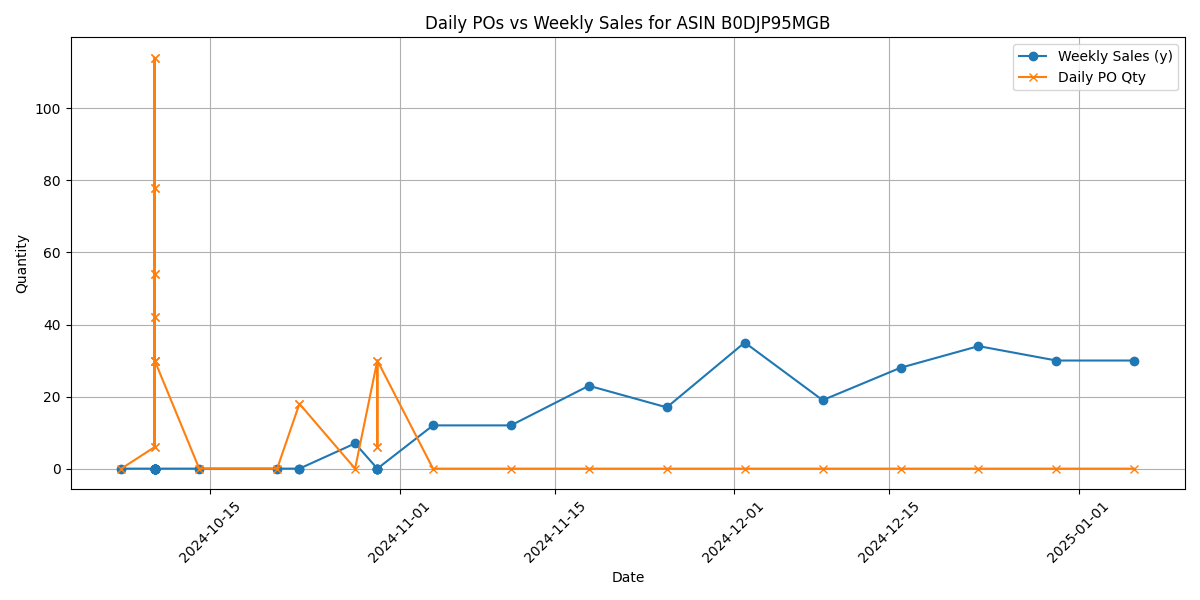 Daily POs vs Weekly Sales for ASIN B0DJP95MGB
Weekly Sales (y)
Daily PO Qty
Quantity
100
80
60
40
20
0
2024-10-15
2024-11-01
2024-11-15
2024-12-01
2024-12-15
2025-01-01
Date